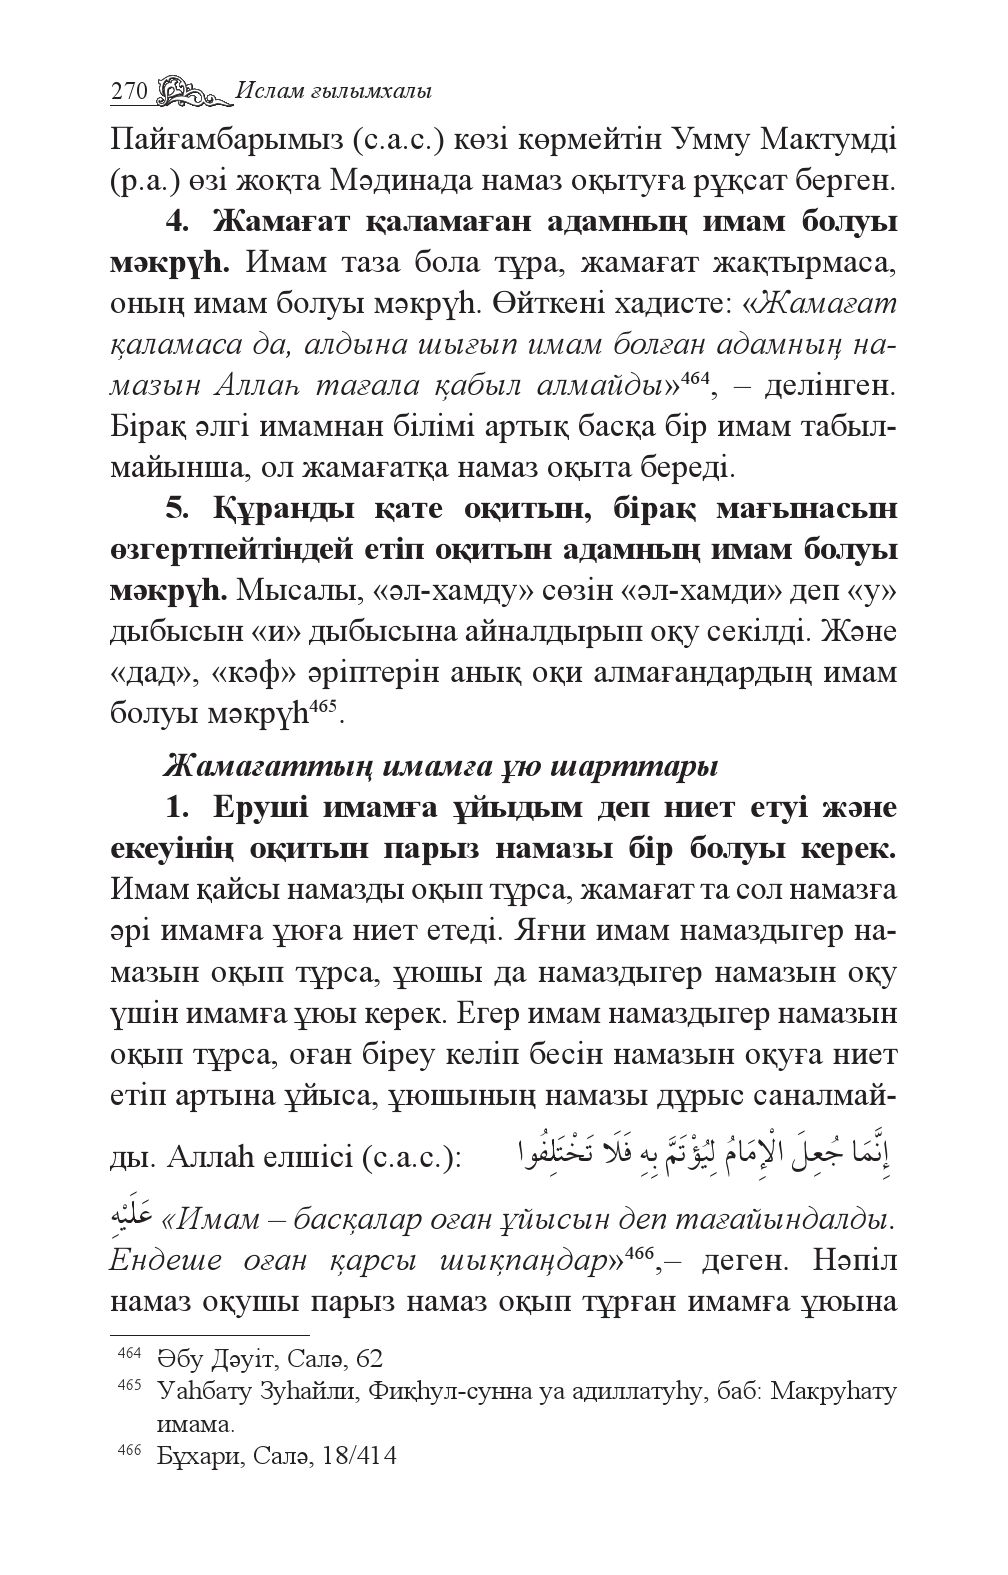 270 Ислам ғылымхалы
Пайғамбарымыз (с.а.с.) көзі көрмейтін Умму Мактумді
(р.а.) өзі жоқта Мәдинада намаз оқытуға рұқсат берген.
4. Жамағат қаламаған адамның имам болуы
мәкрүһ. Имам таза бола тұра, жамағат жақтырмаса,
оның имам болуы мәкрүһ. Өйткені хадисте: «Жамағат
қаламаса да, алдына шығып имам болған адамның на-
мазын Аллаһ тағала қабыл алмайды»⁴⁶⁴, – делінген.
Бірақ әлгі имамнан білімі артық басқа бір имам табыл-
майынша, ол жамағатқа намаз оқыта береді.
5. Құранды қате оқитын, бірақ мағынасын
өзгертпейтіндей етіп оқитын адамның имам болуы
мәкрүһ. Мысалы, «әл-хамду» сөзін «әл-хамди» деп «у»
дыбысын «и» дыбысына айналдырып оқу секілді. Және
«дад», «кәф» әріптерін анық оқи алмағандардың имам
болуы мәкрүһ⁴⁶⁵.
Жамағаттың имамға ұю шарттары
1. Еруші имамға ұйыдым деп ниет етуі және
екеуінің оқитын парыз намазы бір болуы керек.
Имам қайсы намазды оқып тұрса, жамағат та сол намазға
әрі имамға ұюға ниет етеді. Яғни имам намаздыгер на-
мазын оқып тұрса, ұюшы да намаздыгер намазын оқу
үшін имамға ұюы керек. Егер имам намаздыгер намазын
оқып тұрса, оған біреу келіп бесін намазын оқуға ниет
етіп артына ұйыса, ұюшының намазы дұрыс саналмай-
ды. Аллаһ елшісі (с.а.с.): إِنَّمَا جُعِلَ الْإِمَامُ لِيُؤْتَمَّ بِهِ فَلَا تَخْتَلِفُوا
عَلَيْهِ «Имам – басқалар оған ұйысын деп тағайындалды.
Ендеше оған қарсы шықпаңдар»⁴⁶⁶,– деген. Нәпіл
намаз оқушы парыз намаз оқып тұрған имамға ұюына
464 Әбу Дәуіт, Салә, 62
465 Уаһбату Зуһайли, Фиқһул-сунна уа адиллатуһу, баб: Макруһату
имама.
466 Бұхари, Салә, 18/414